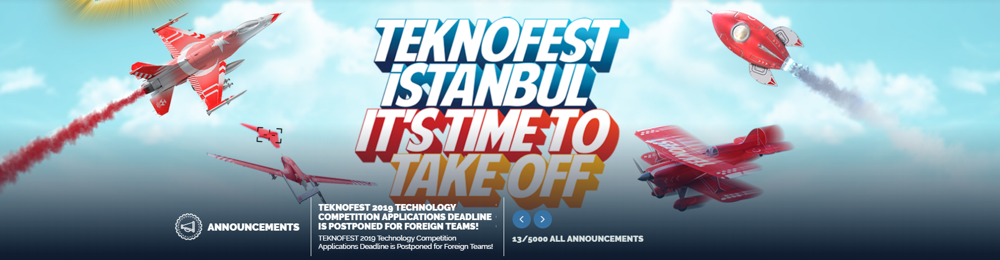 TEKNOFEST
iSTANBUL
IT'S TIME TO
TAKE OFF
ANNOUNCEMENTS
TEKNOFEST 2019 TECHNOLOGY
COMPETITION APPLICATIONS DEADLINE
IS POSTPONED FOR FOREIGN TEAMS!
TEKNOFEST 2019 Technology Competition
Applications Deadline is Postponed for Foreign Teams!
13/5000 ALL ANNOUNCEMENTS